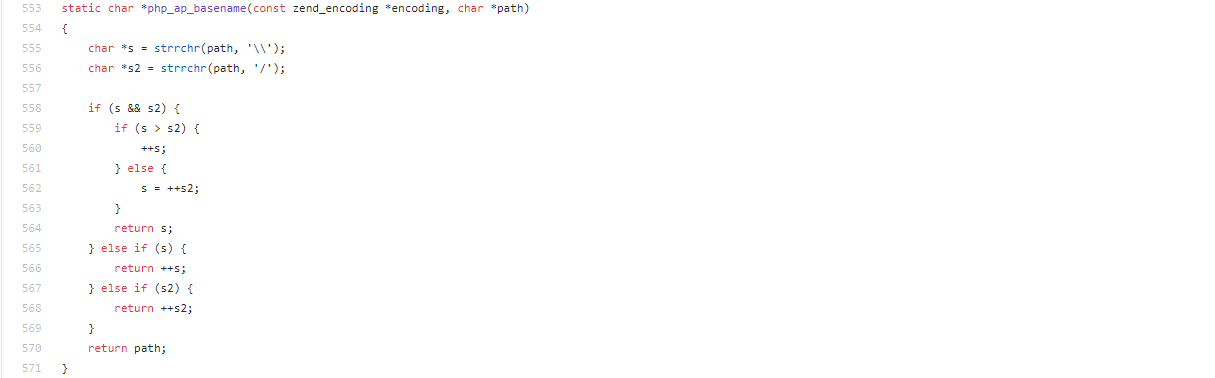 553 static char *php_ap_basename(const zend_encoding *encoding, char *path)
554 {
555     char *s = strrchr(path, '\\');
556     char *s2 = strrchr(path, '/');
557
558     if (s && s2) {
559         if (s > s2) {
560             ++s;
561         } else {
562             s = ++s2;
563         }
564         return s;
565     } else if (s) {
566         return ++s;
567     } else if (s2) {
568         return ++s2;
569     }
570     return path;
571 }